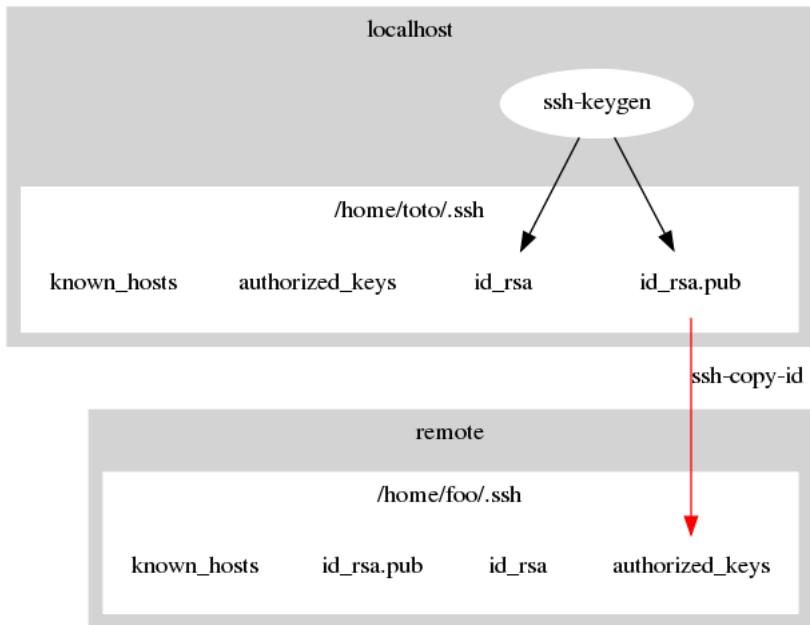 localhost
ssh-keygen
/home/toto/.ssh
known_hosts authorized_keys id_rsa id_rsa.pub
ssh-copy-id
remote
/home/foo/.ssh
known_hosts id_rsa.pub id_rsa authorized_keys